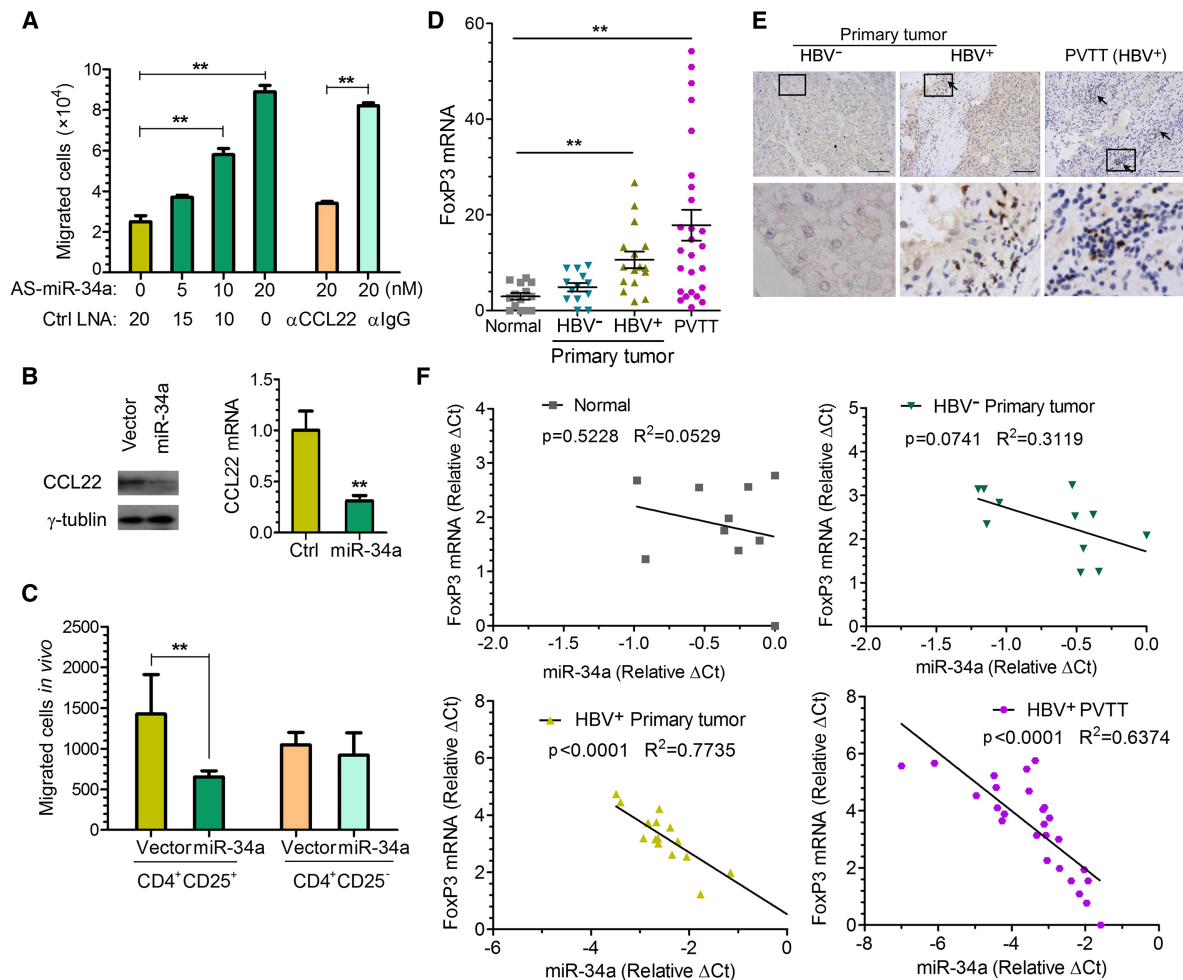 A
Migrated cells (×10⁴)
10
8
6
4
2
0
**
**
**
AS-miR-34a: 0 5 10 20 20 20 (nM)
Ctrl LNA: 20 15 10 0 αCCL22 αIgG
B
Vector
miR-34a
CCL22
γ-tublin
CCL22 mRNA
1.5
1.0
0.5
0.0
**
Ctrl miR-34a
C
Migrated cells in vivo
2500
2000
1500
1000
500
0
**
Vector miR-34a Vector miR-34a
CD4⁺CD25⁺ CD4⁺CD25⁻
D
FoxP3 mRNA
60
40
20
0
**
**
Normal HBV⁻ HBV⁺ PVTT
Primary tumor
E
Primary tumor
HBV⁻ HBV⁺ PVTT (HBV⁺)
F
FoxP3 mRNA (Relative ΔCt)
4
3
2
1
0
Normal
p=0.5228 R²=0.0529
-2.0 -1.5 -1.0 -0.5 0.0
miR-34a (Relative ΔCt)
FoxP3 mRNA (Relative ΔCt)
5
4
3
2
1
0
HBV⁻ Primary tumor
p=0.0741 R²=0.3119
-2.0 -1.5 -1.0 -0.5 0.0
miR-34a (Relative ΔCt)
FoxP3 mRNA (Relative ΔCt)
8
6
4
2
0
HBV⁺ Primary tumor
p<0.0001 R²=0.7735
-6 -4 -2 0
miR-34a (Relative ΔCt)
FoxP3 mRNA (Relative ΔCt)
8
6
4
2
0
HBV⁺ PVTT
p<0.0001 R²=0.6374
-8 -6 -4 -2 0
miR-34a (Relative ΔCt)